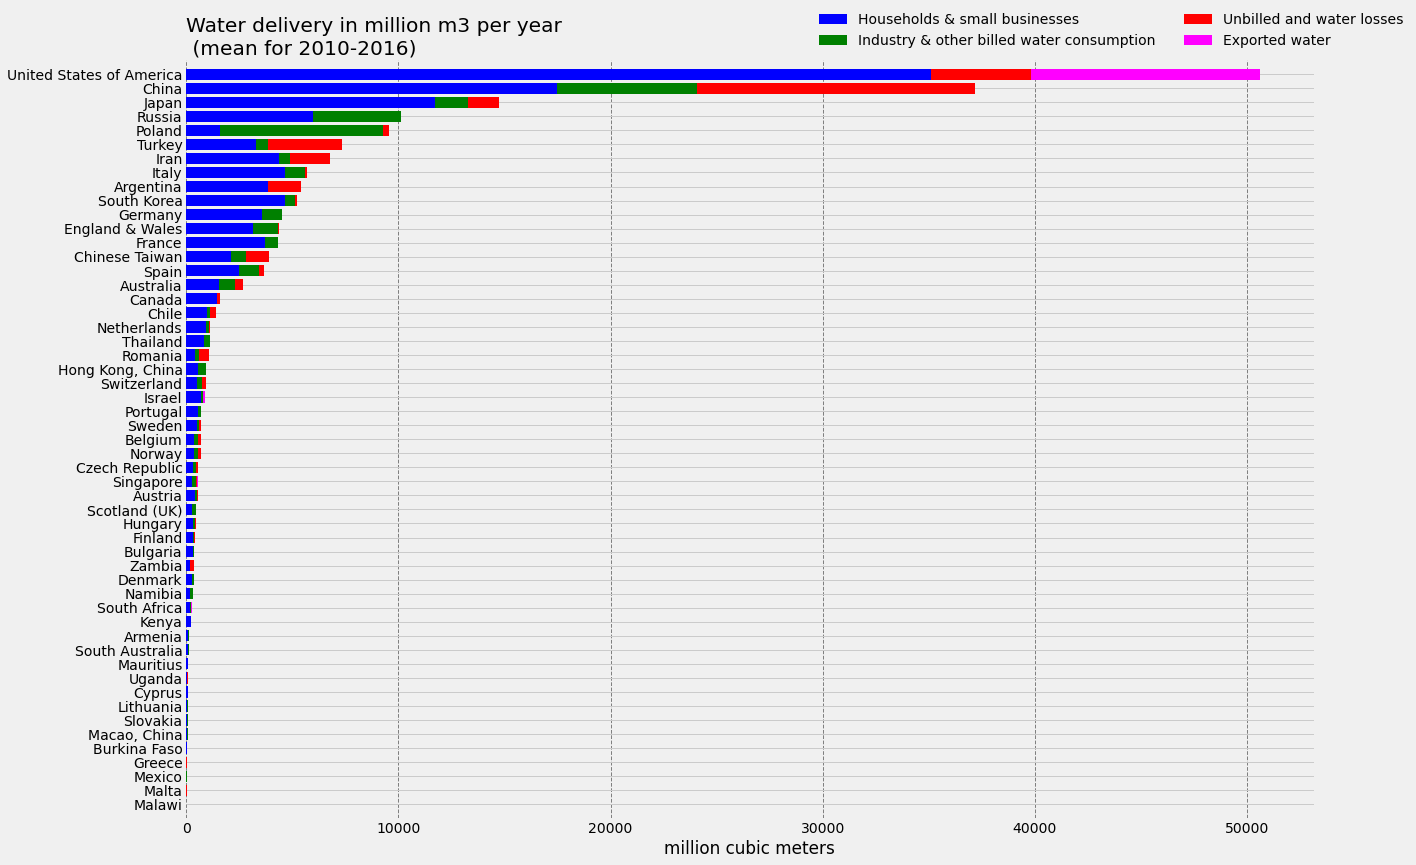 Water delivery in million m3 per year
(mean for 2010-2016)
Households & small businesses
Industry & other billed water consumption
Unbilled and water losses
Exported water
United States of America
China
Japan
Russia
Poland
Turkey
Iran
Italy
Argentina
South Korea
Germany
England & Wales
France
Chinese Taiwan
Spain
Australia
Canada
Chile
Netherlands
Thailand
Romania
Hong Kong, China
Switzerland
Israel
Portugal
Sweden
Belgium
Norway
Czech Republic
Singapore
Austria
Scotland (UK)
Hungary
Finland
Bulgaria
Zambia
Denmark
Namibia
South Africa
Kenya
Armenia
South Australia
Mauritius
Uganda
Cyprus
Lithuania
Slovakia
Macao, China
Burkina Faso
Greece
Mexico
Malta
Malawi
0 10000 20000 30000 40000 50000
million cubic meters